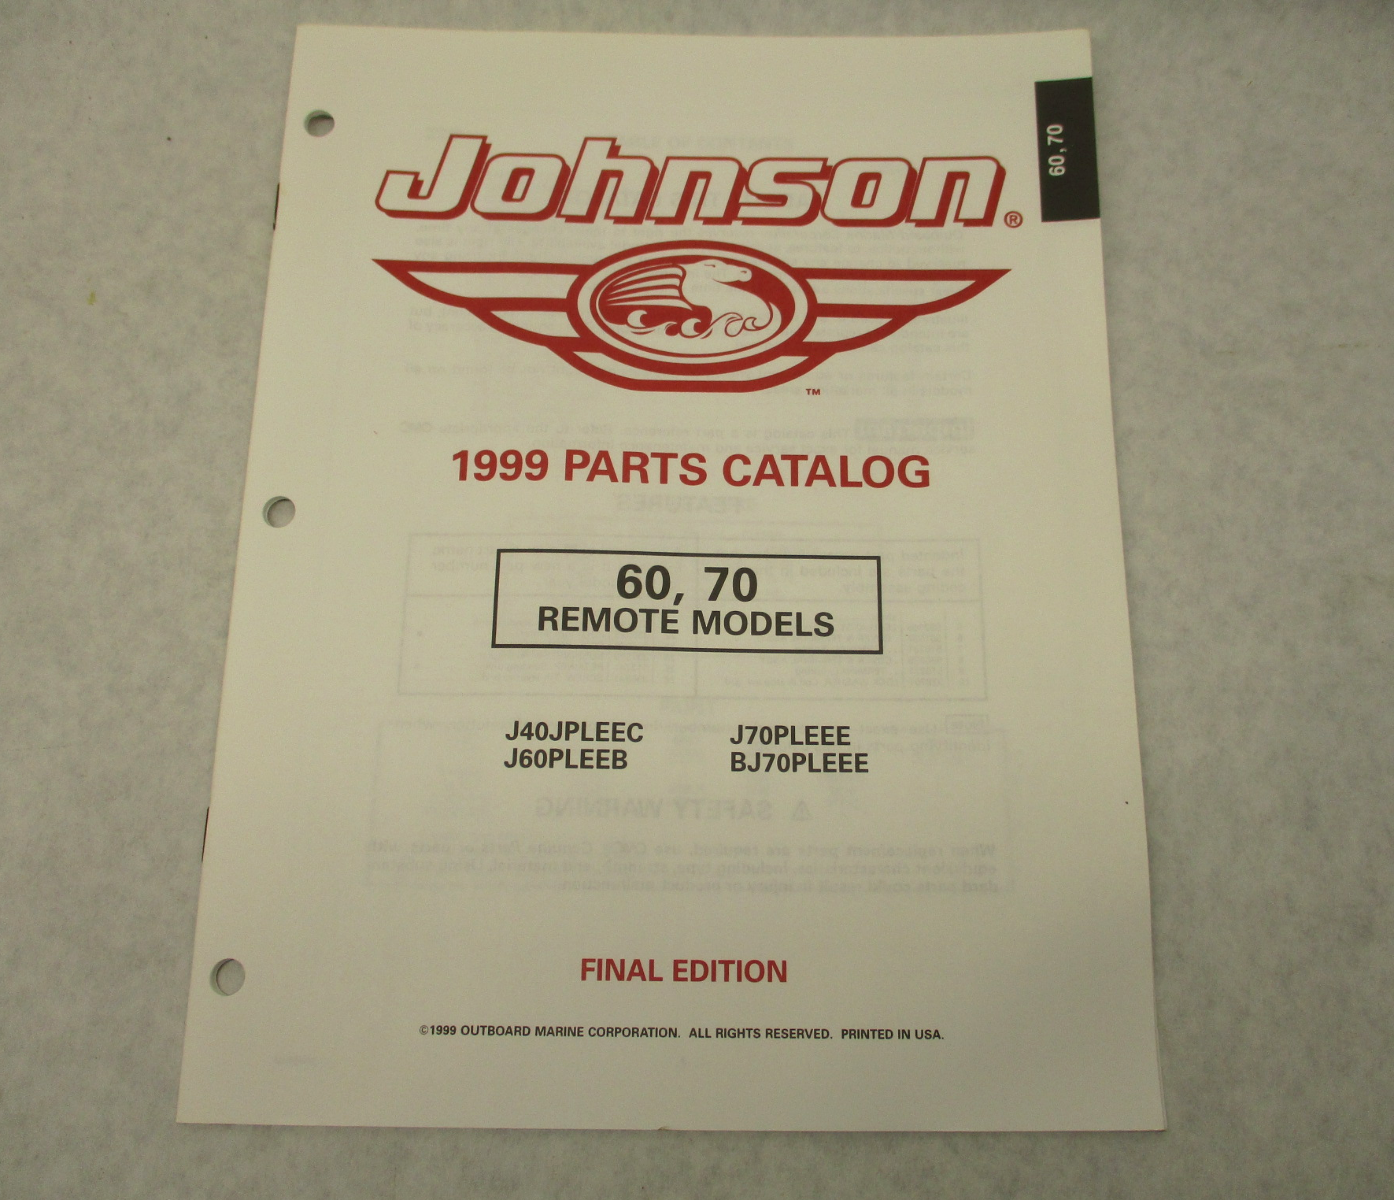 60, 70
Johnson®
™
1999 PARTS CATALOG
60, 70
REMOTE MODELS
J40JPLEEC J70PLEEE
J60PLEEB BJ70PLEEE
FINAL EDITION
©1999 OUTBOARD MARINE CORPORATION. ALL RIGHTS RESERVED. PRINTED IN USA.